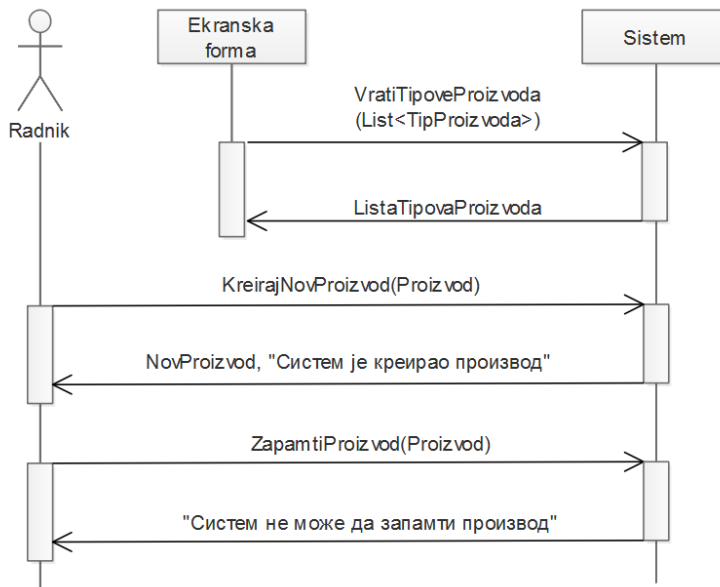 Ekranska
forma
Sistem
Radnik
VratiTipoveProizvoda
(List<TipProizvoda>)
ListaTipovaProizvoda
KreirajNovProizvod(Proizvod)
NovProizvod, "Систем је креирао производ"
ZapamtiProizvod(Proizvod)
"Систем не може да запамти производ"